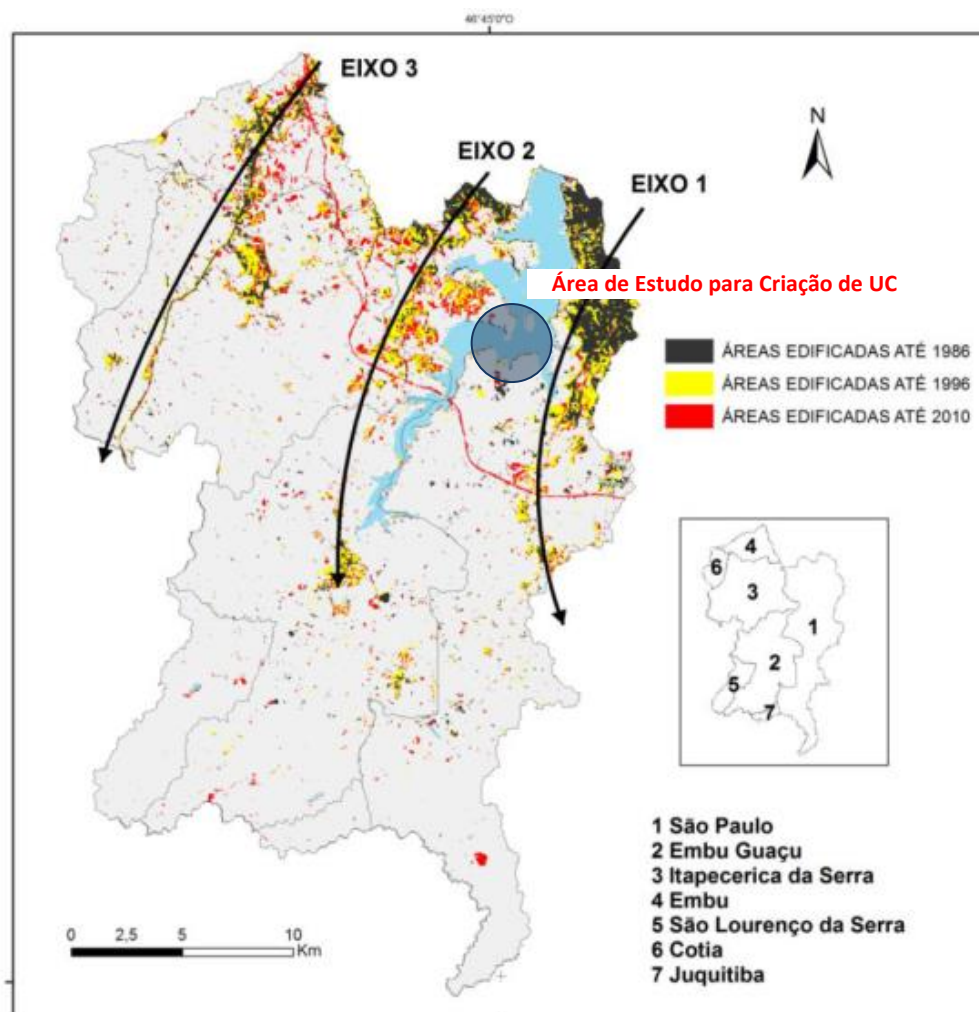 46°45'0"O
EIXO 3
EIXO 2
EIXO 1
N
Área de Estudo para Criação de UC
ÁREAS EDIFICADAS ATÉ 1986
ÁREAS EDIFICADAS ATÉ 1996
ÁREAS EDIFICADAS ATÉ 2010
4
6
3
1
2
5
7
1 São Paulo
2 Embu Guaçu
3 Itapecerica da Serra
4 Embu
5 São Lourenço da Serra
6 Cotia
7 Juquitiba
0 2,5 5 10
Km